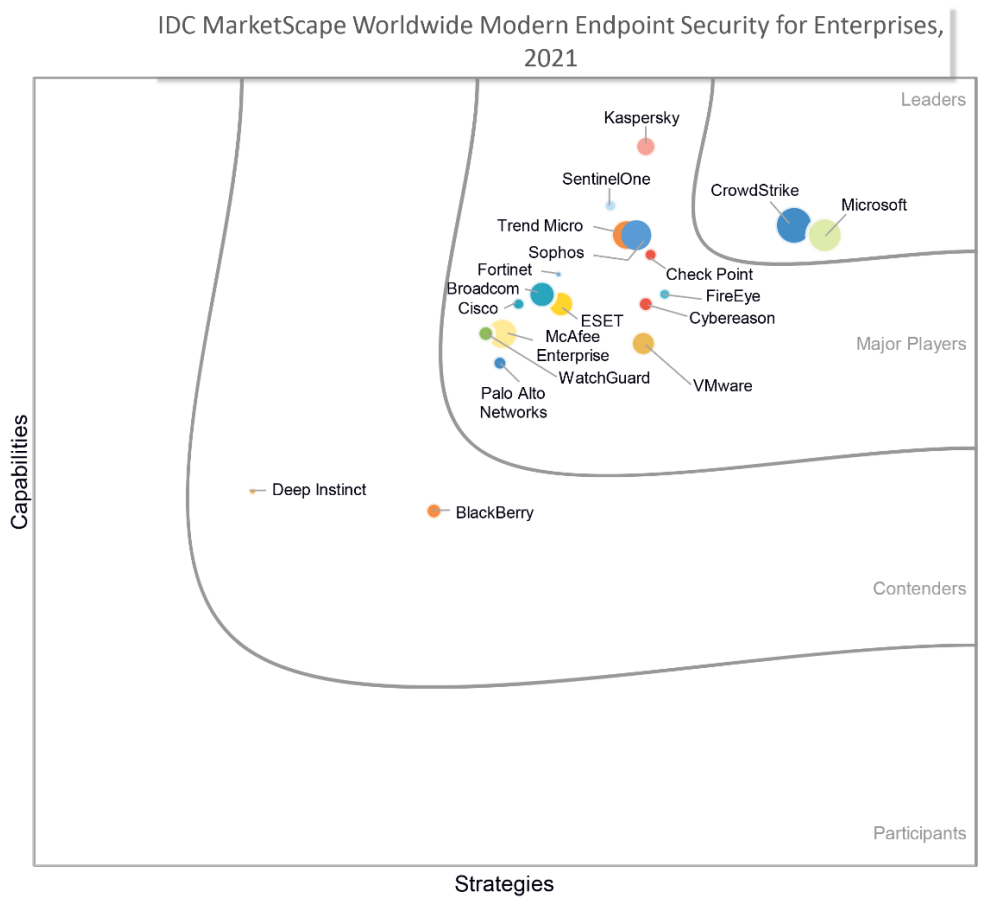 IDC MarketScape Worldwide Modern Endpoint Security for Enterprises,
2021
Leaders
Kaspersky
SentinelOne
CrowdStrike
Microsoft
Trend Micro
Sophos
Check Point
Fortinet
Broadcom
FireEye
Cisco
Cybereason
ESET
McAfee
Enterprise
Major Players
WatchGuard
VMware
Palo Alto
Networks
Capabilities
Deep Instinct
BlackBerry
Contenders
Participants
Strategies